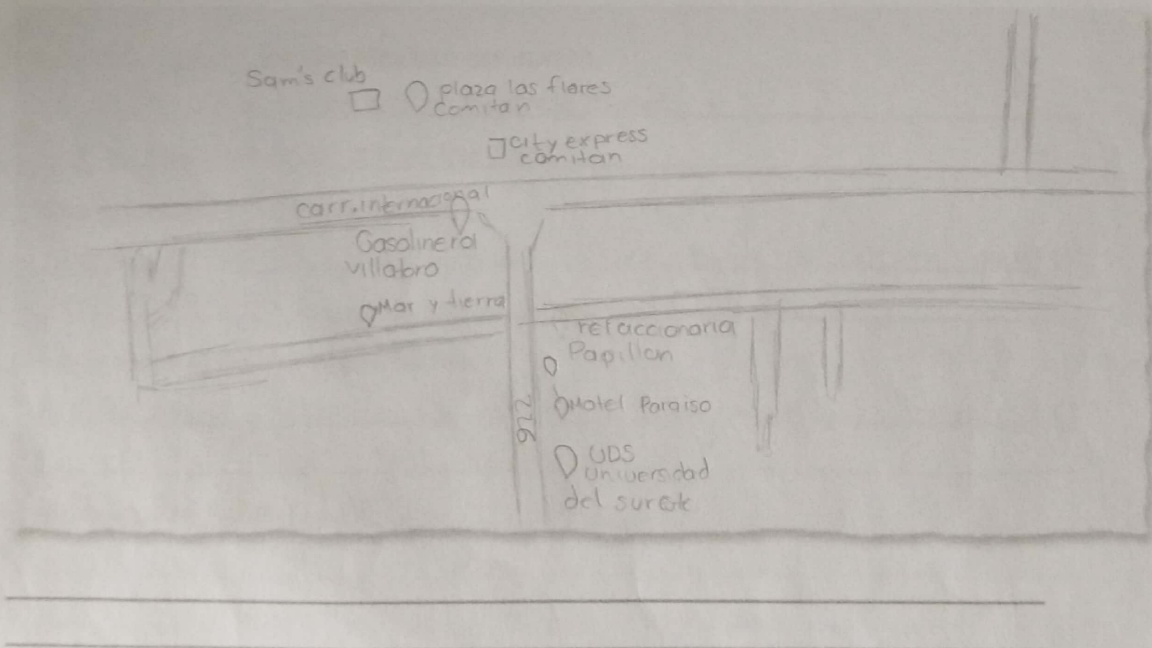 Sam's club
plaza las flores
comitan
City express
comitan
carr.internacional
Gasolinera
villatoro
Mar y tierra
refaccionaria
Papillon
Motel Paraiso
226
UDS
Universidad
del sureste